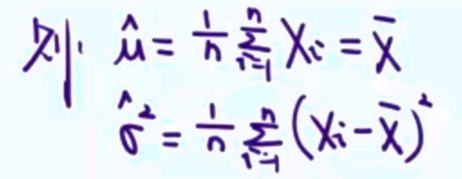 则: μ̂ = 1/n ∑_{i=1}^{n} Xᵢ = X̄
σ̂² = 1/n ∑_{i=1}^{n} (Xᵢ - X̄)²